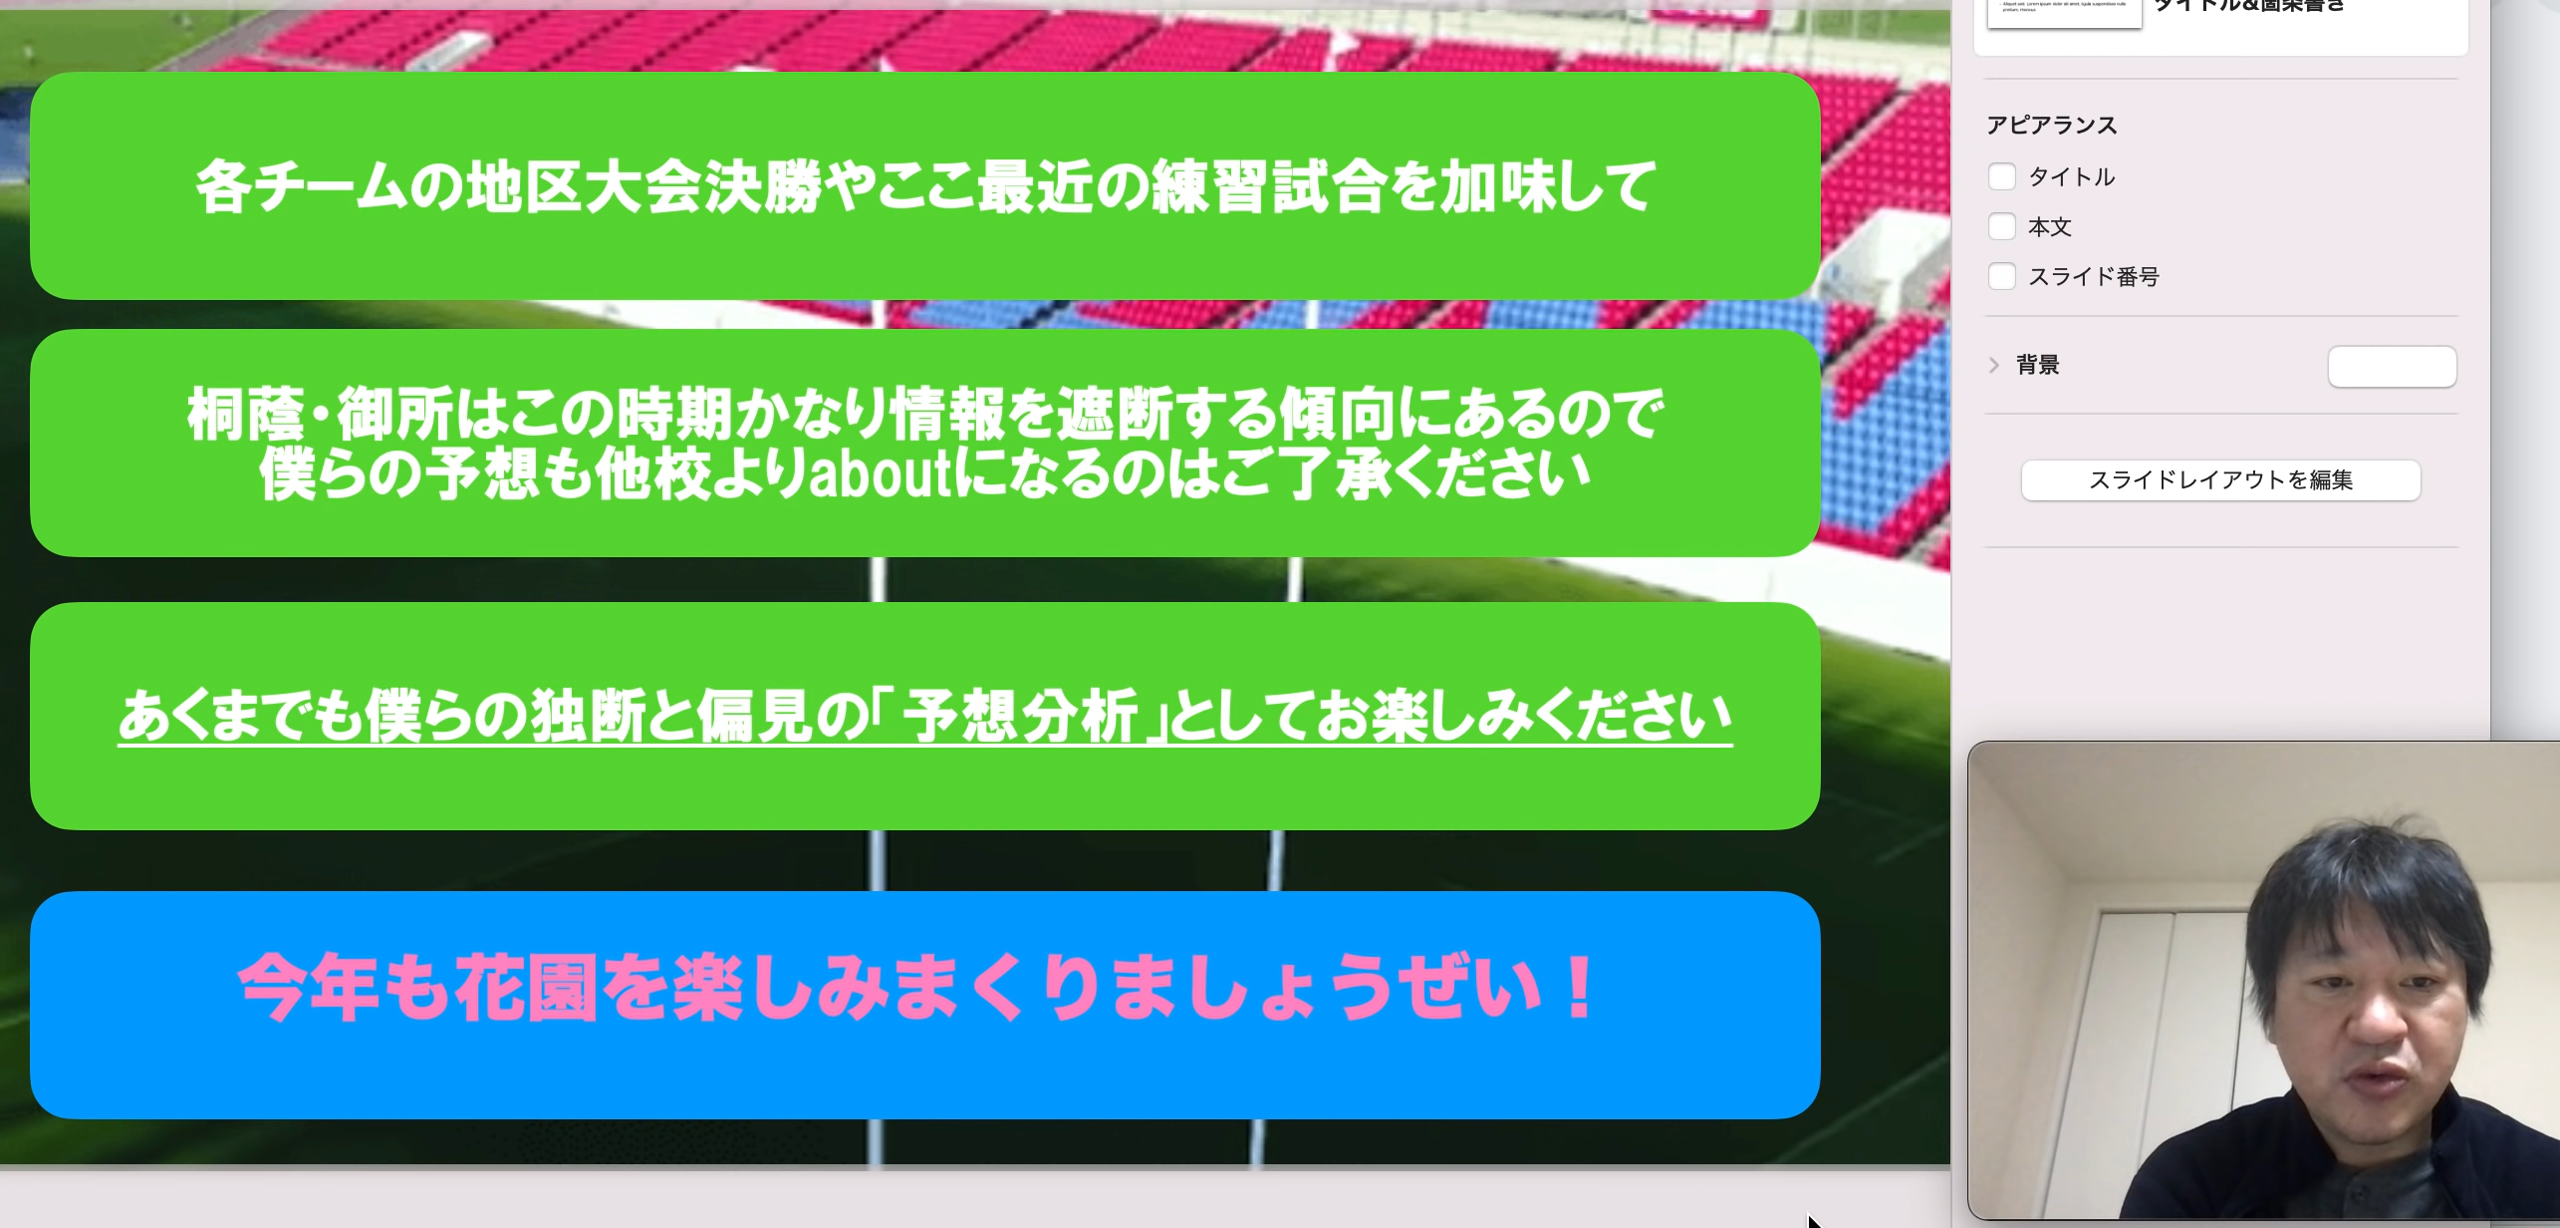 各チームの地区大会決勝やここ最近の練習試合を加味して
桐蔭・御所はこの時期かなり情報を遮断する傾向にあるので
僕らの予想も他校よりaboutになるのはご了承ください
あくまでも僕らの独断と偏見の「予想分析」としてお楽しみください
今年も花園を楽しみまくりましょうぜい！
タイトル&箇条書き
アピアランス
タイトル
本文
スライド番号
背景
スライドレイアウトを編集